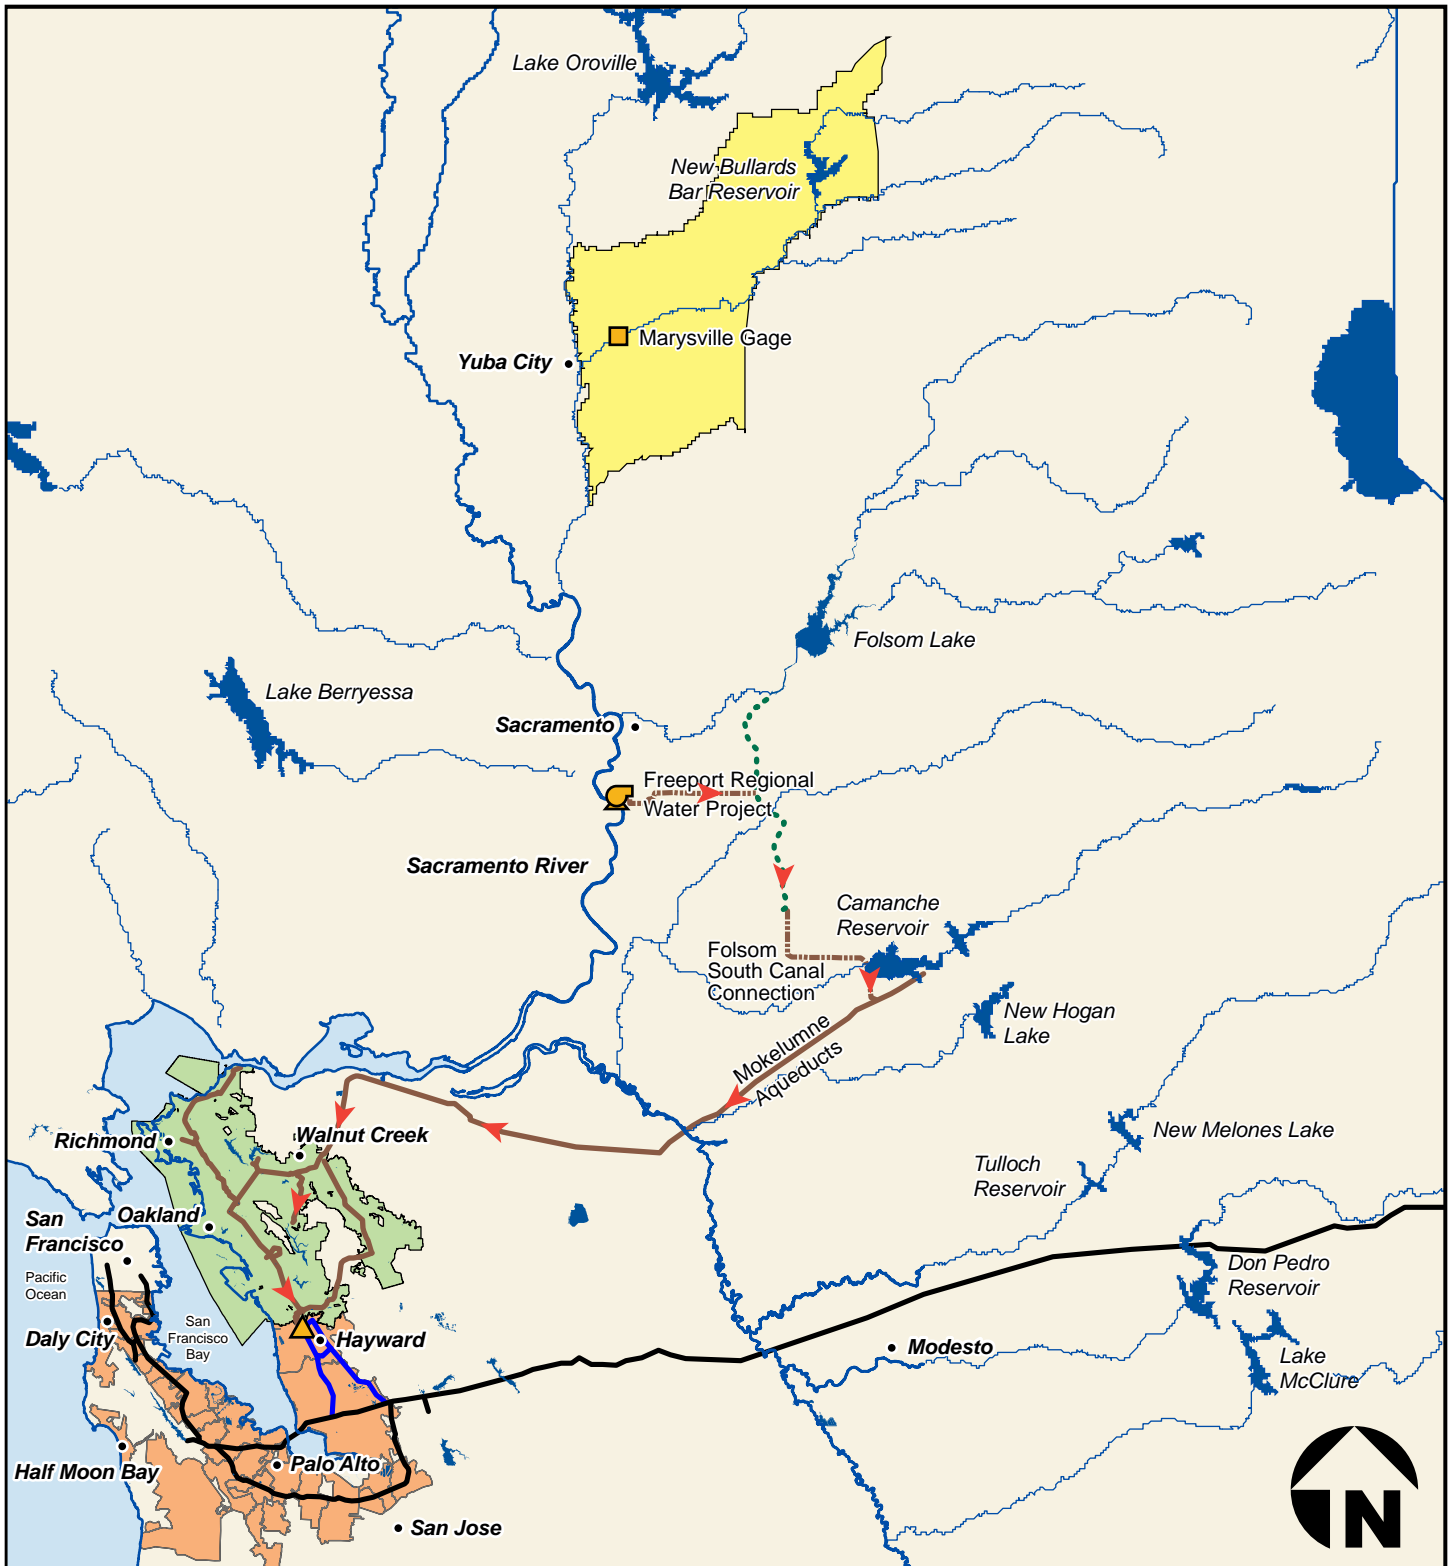 Lake Oroville
New Bullards
Bar Reservoir
Marysville Gage
Yuba City
Folsom Lake
Lake Berryessa
Sacramento
Freeport Regional
Water Project
Sacramento River
Camanche
Reservoir
Folsom
South Canal
Connection
New Hogan
Lake
Mokelumne
Aqueducts
Richmond
Walnut Creek
New Melones Lake
Tulloch
Reservoir
Oakland
San
Francisco
Pacific
Ocean
Don Pedro
Reservoir
San
Francisco
Bay
Daly City
Hayward
Modesto
Lake
McClure
Half Moon Bay
Palo Alto
San Jose
N